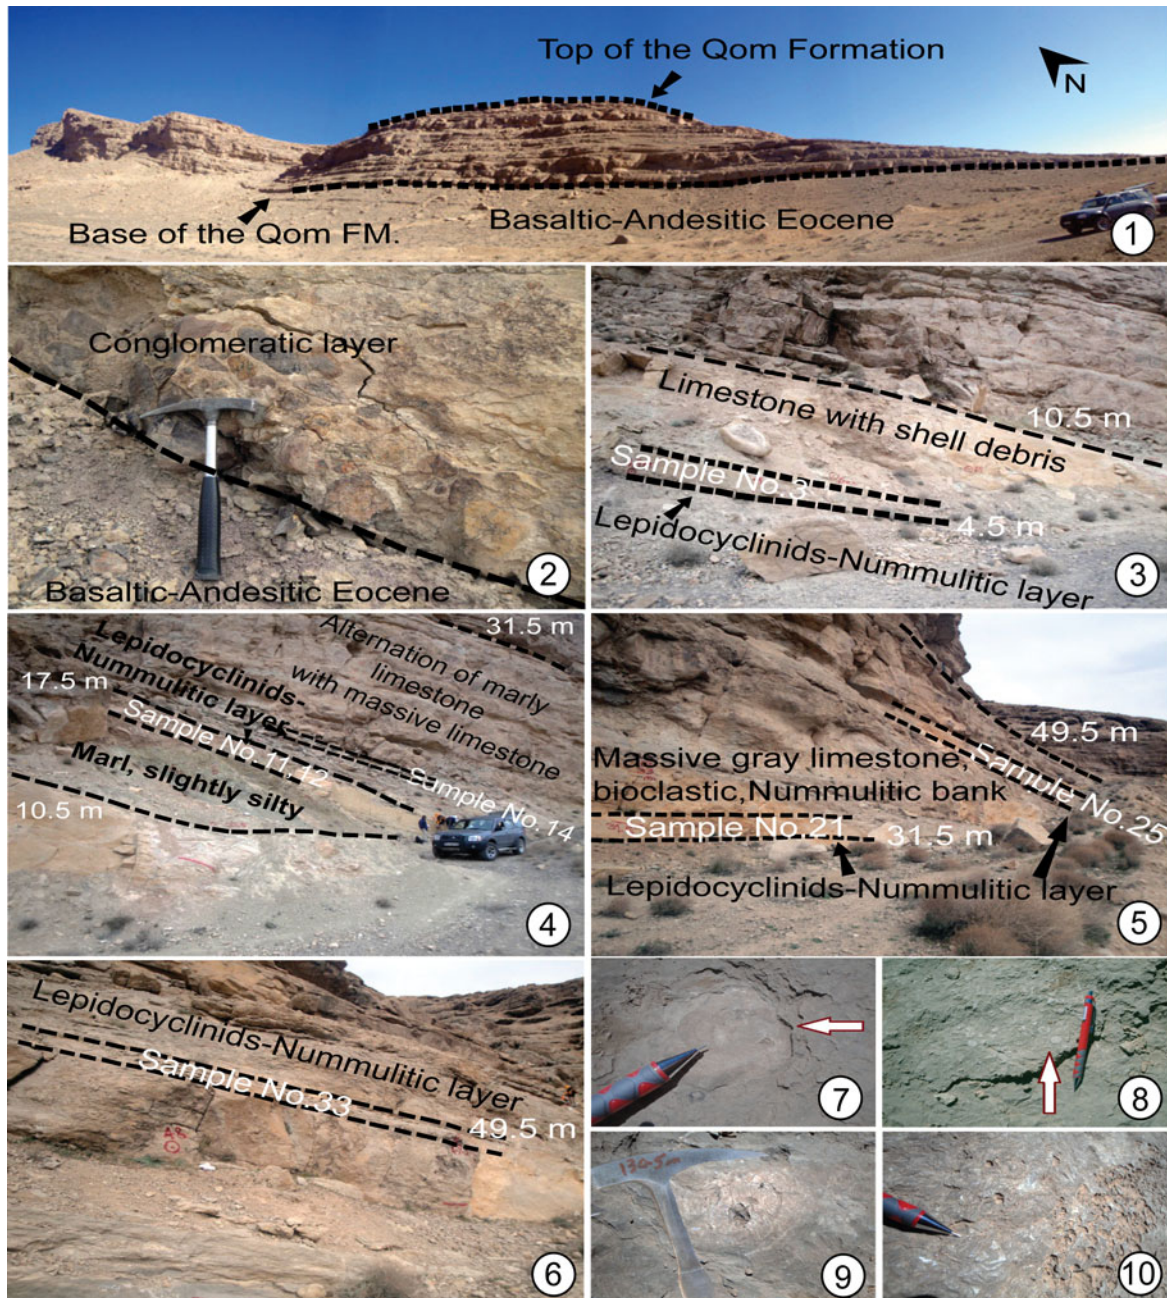 Top of the Qom Formation
N
Base of the Qom FM.
Basaltic-Andesitic Eocene
1
Conglomeratic layer
Basaltic-Andesitic Eocene
2
Limestone with shell debris
10.5 m
Sample No.3
4.5 m
Lepidocyclinids-Nummulitic layer
3
31.5 m
Alternation of marly
limestone
with massive limestone
Lepidocyclinids-
Nummulitic layer
17.5 m
Sample No.11,12
Sample No.14
Marl, slightly silty
10.5 m
4
49.5 m
Massive gray limestone,
bioclastic,Nummulitic bank
Sample No.25
Sample No.21
31.5 m
Lepidocyclinids-Nummulitic layer
5
Lepidocyclinids-Nummulitic layer
Sample No.33
49.5 m
6
7
8
130.5m
9
10